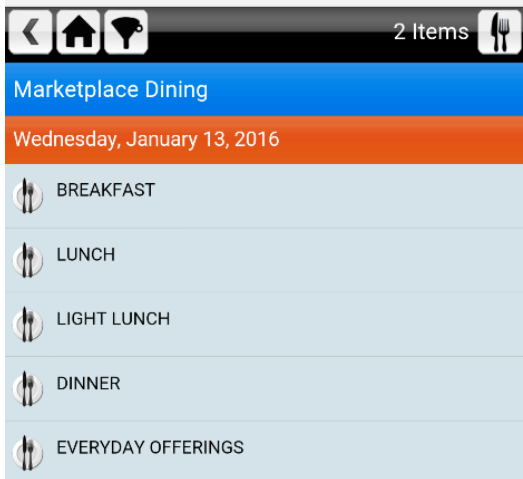 2 Items
Marketplace Dining
Wednesday, January 13, 2016
BREAKFAST
LUNCH
LIGHT LUNCH
DINNER
EVERYDAY OFFERINGS